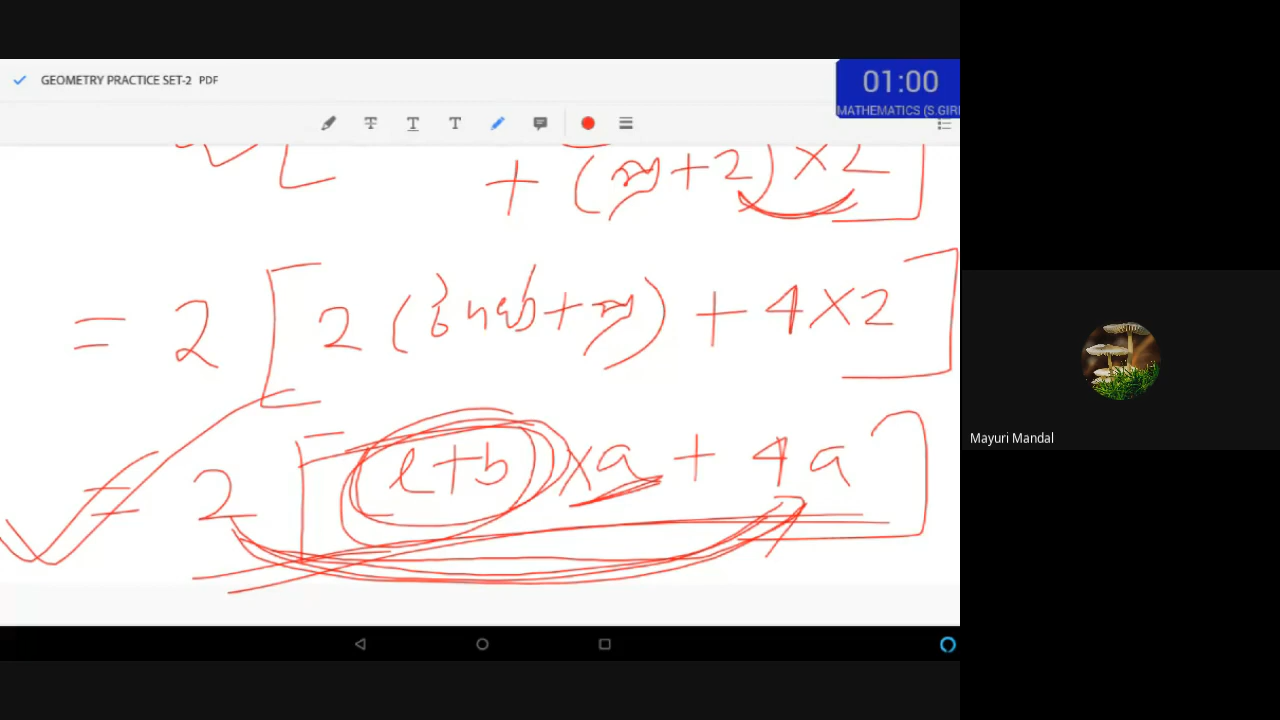 GEOMETRY PRACTICE SET-2 PDF
01:00
MATHEMATICS (S.GIRI
+ ( +2)×2]
= 2 [2 ( + ) + 4×2]
= 2 [(l+b)×a + 4a]
Mayuri Mandal